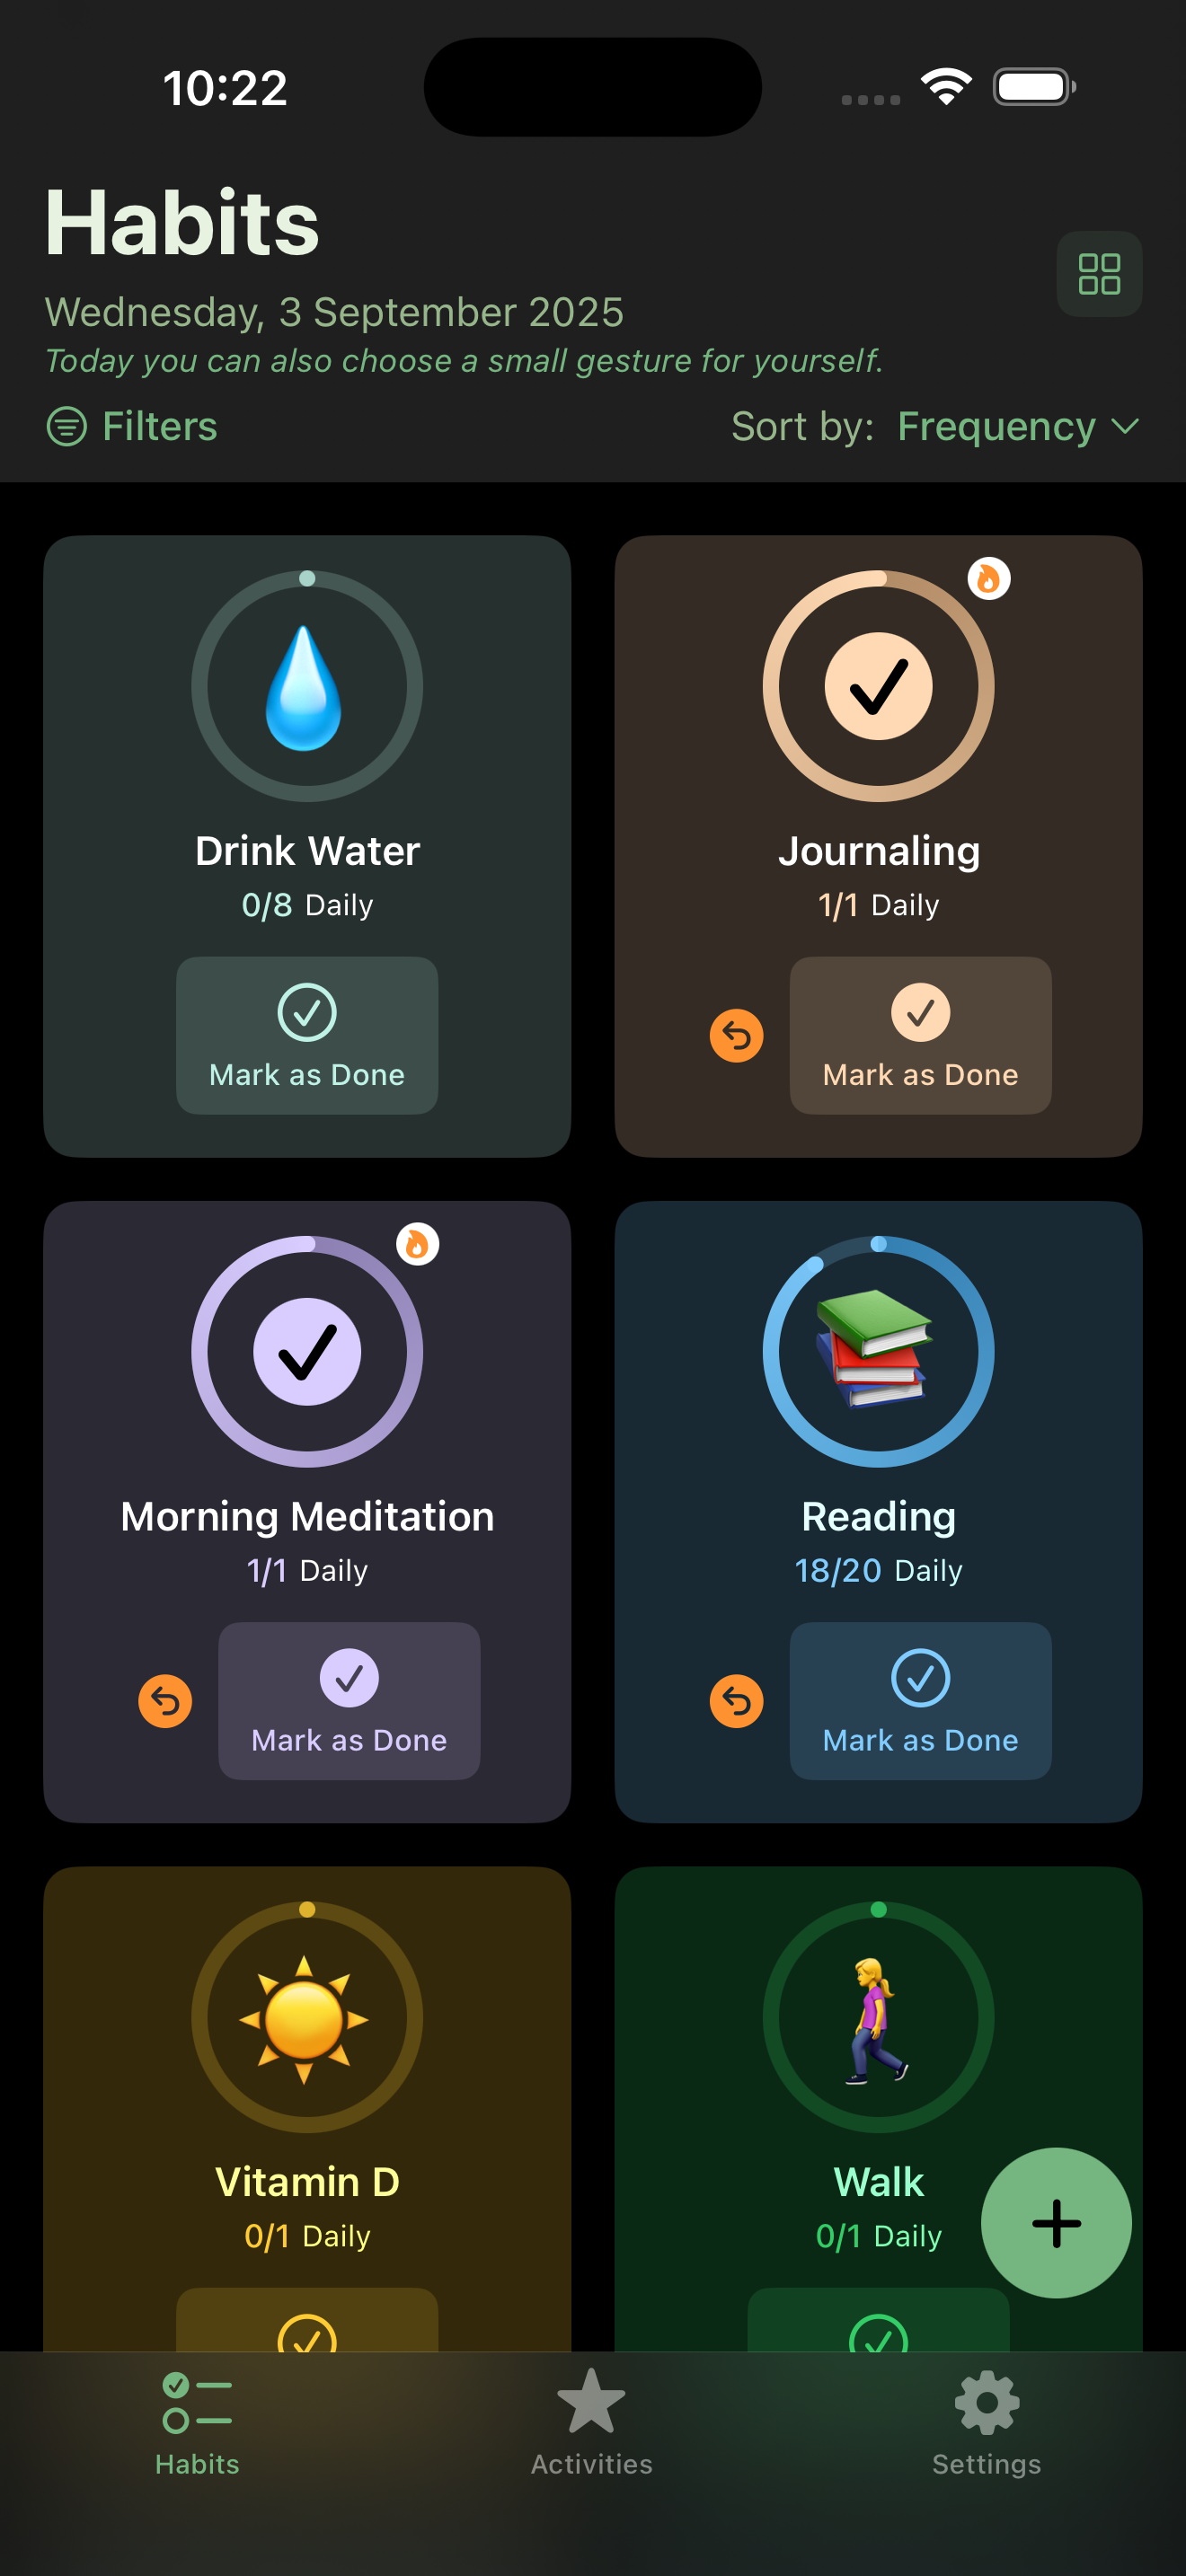 10:22
Habits
Wednesday, 3 September 2025
Today you can also choose a small gesture for yourself.
Filters
Sort by: Frequency
Drink Water
0/8 Daily
Mark as Done
Journaling
1/1 Daily
Mark as Done
Morning Meditation
1/1 Daily
Mark as Done
Reading
18/20 Daily
Mark as Done
Vitamin D
0/1 Daily
Walk
0/1 Daily
Habits
Activities
Settings